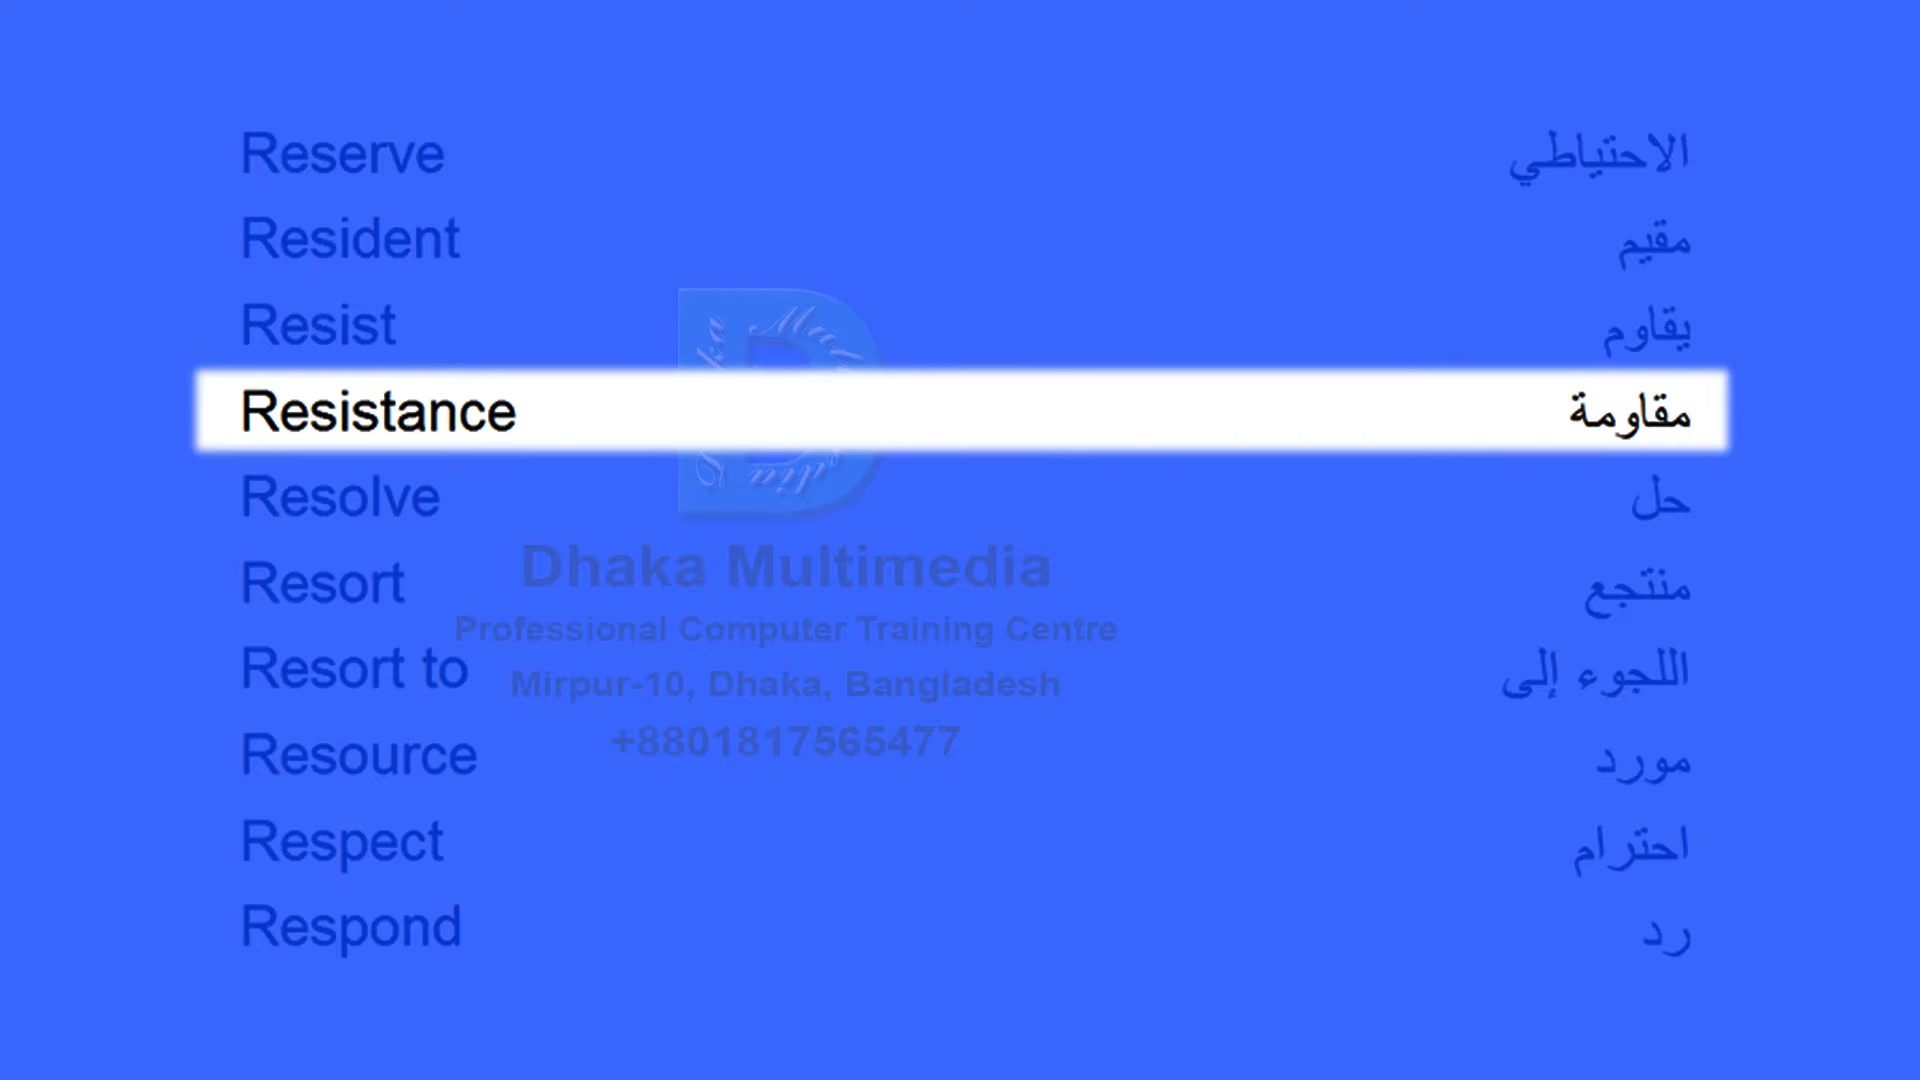 Reserve الاحتياطي
Resident مقيم
Resist يقاوم
Resistance مقاومة
Resolve حل
Resort منتجع
Resort to اللجوء إلى
Resource مورد
Respect احترام
Respond رد
Dhaka Multimedia
Professional Computer Training Centre
Mirpur-10, Dhaka, Bangladesh
+8801817565477